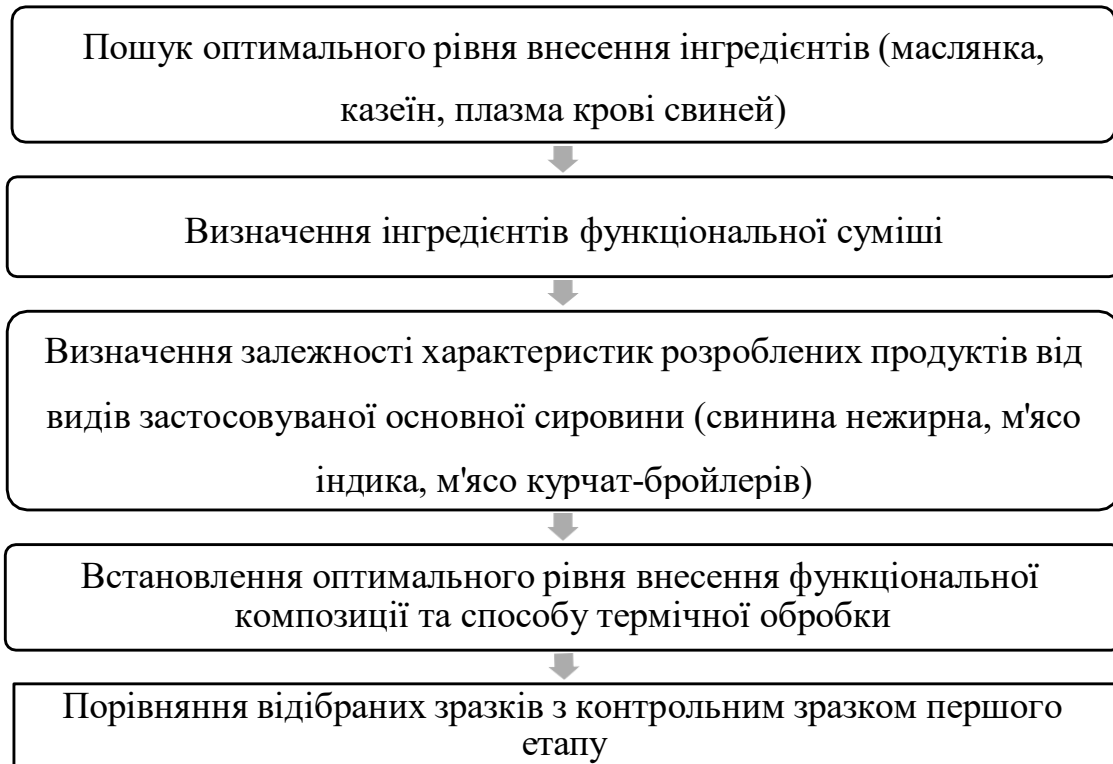 Пошук оптимального рівня внесення інгредієнтів (маслянка,
казеїн, плазма крові свиней)
Визначення інгредієнтів функціональної суміші
Визначення залежності характеристик розроблених продуктів від
видів застосовуваної основної сировини (свинина нежирна, м'ясо
індика, м'ясо курчат-бройлерів)
Встановлення оптимального рівня внесення функціональної
композиції та способу термічної обробки
Порівняння відібраних зразків з контрольним зразком першого
етапу